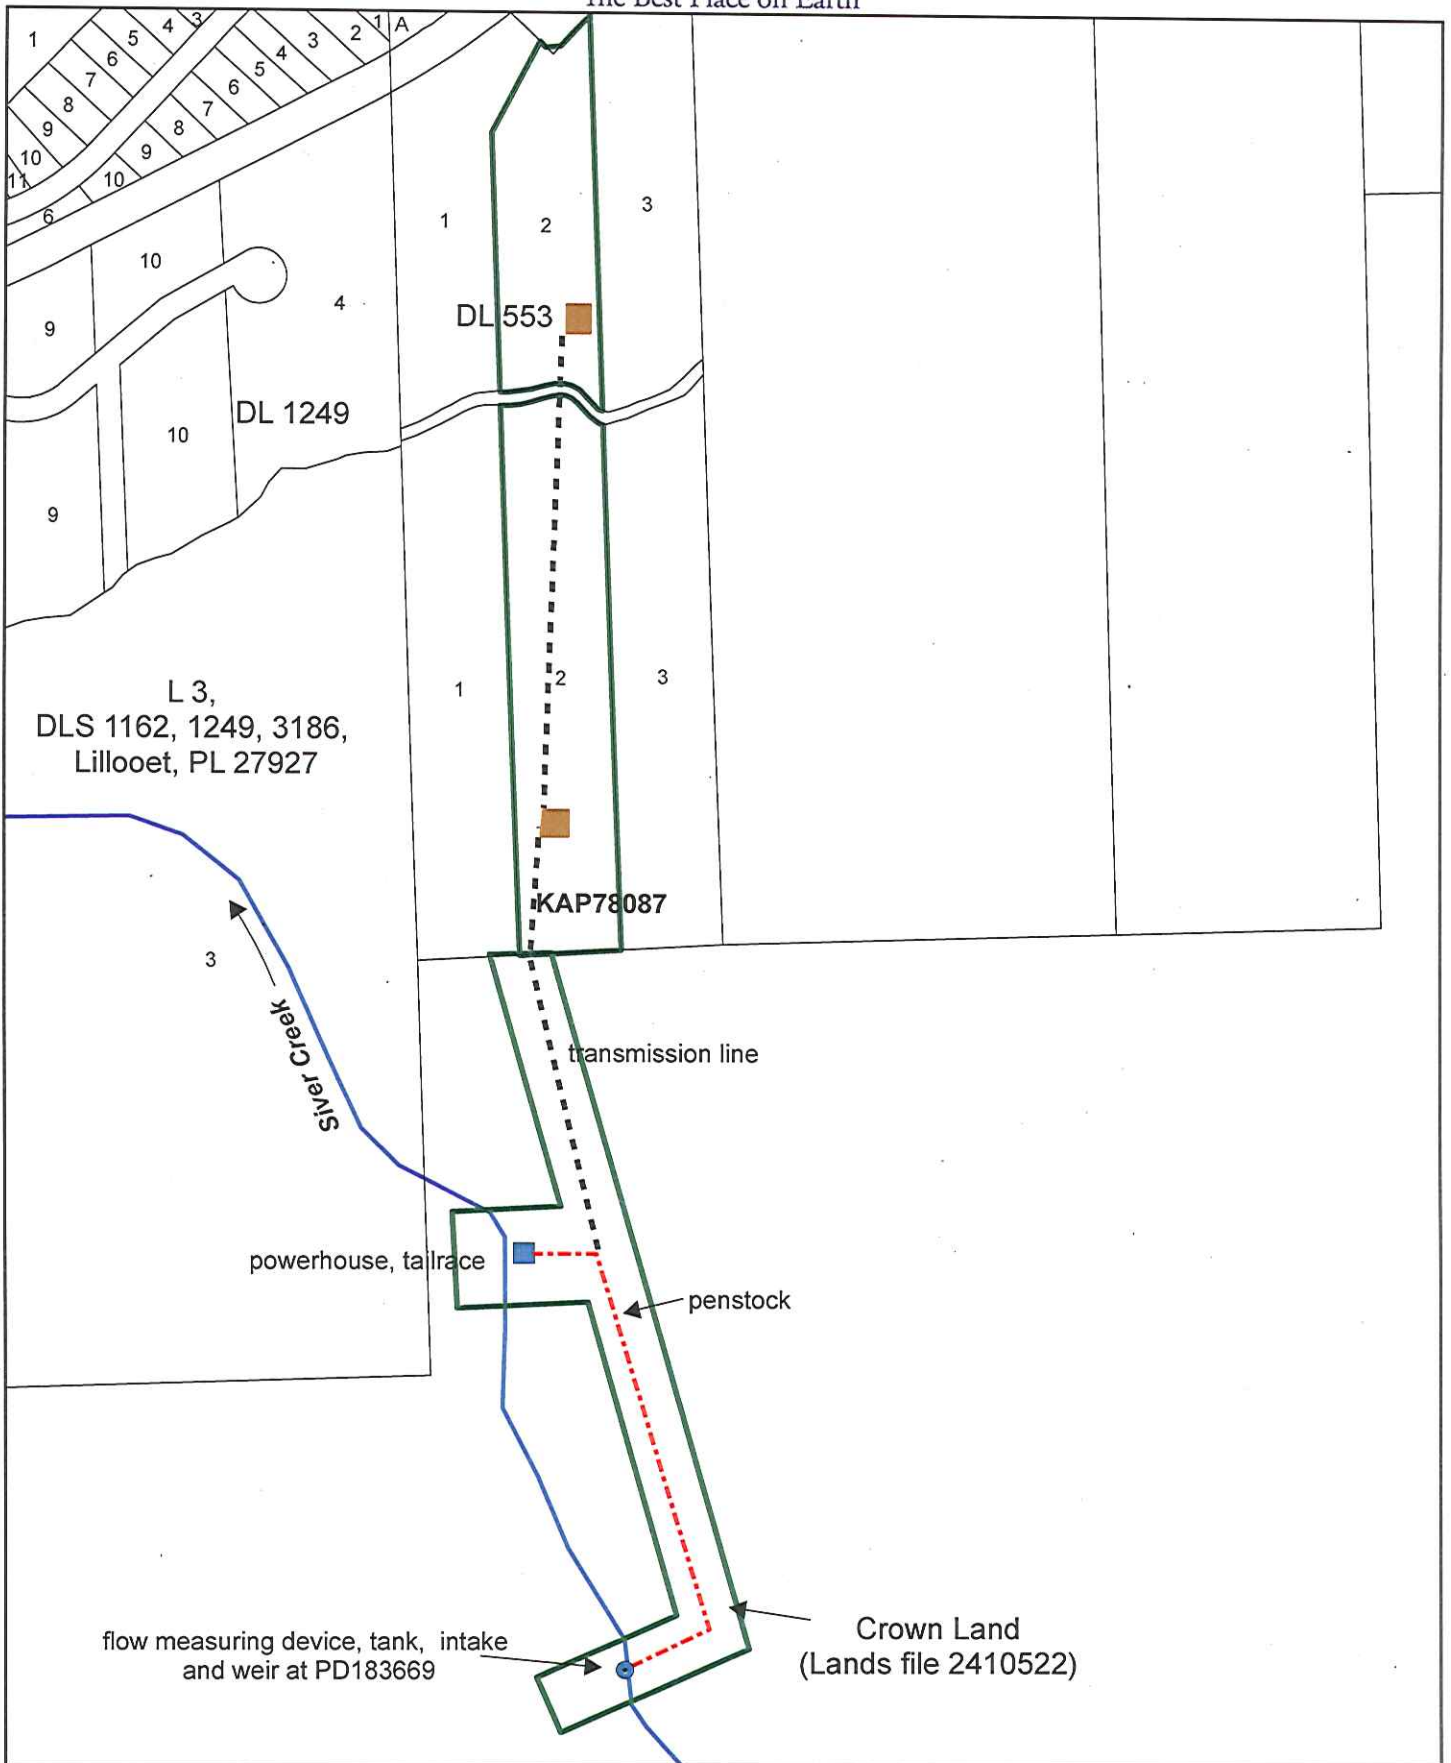 The Best Place on Earth
1
5
4
3
1
A
2
3
4
5
6
7
8
9
10
11
6
7
8
9
10
6
1
2
3
10
9
4
DL 553
DL 1249
10
9
L 3,
DLS 1162, 1249, 3186,
Lillooet, PL 27927
1
2
3
KAP78087
3
Siver Creek
transmission line
powerhouse, tailrace
penstock
flow measuring device, tank, intake
and weir at PD183669
Crown Land
(Lands file 2410522)